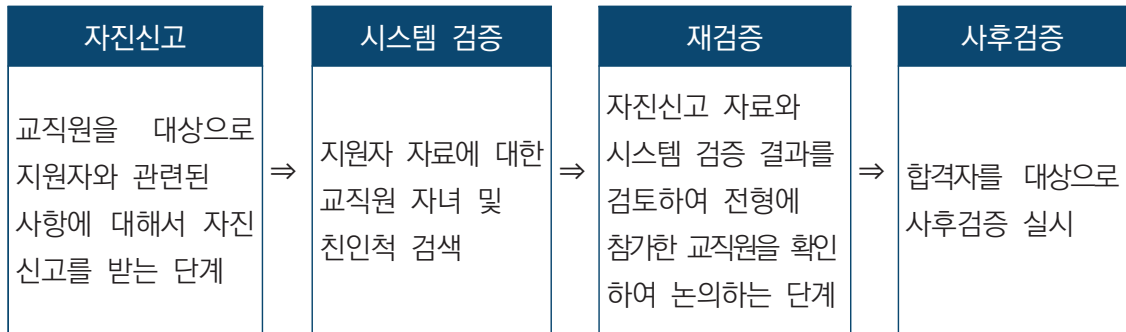 자진신고
교직원을 대상으로
지원자와 관련된
사항에 대해서 자진
신고를 받는 단계
⇒
시스템 검증
지원자 자료에 대한
교직원 자녀 및
친인척 검색
⇒
재검증
자진신고 자료와
시스템 검증 결과를
검토하여 전형에
참가한 교직원을 확인
하여 논의하는 단계
⇒
사후검증
합격자를 대상으로
사후검증 실시